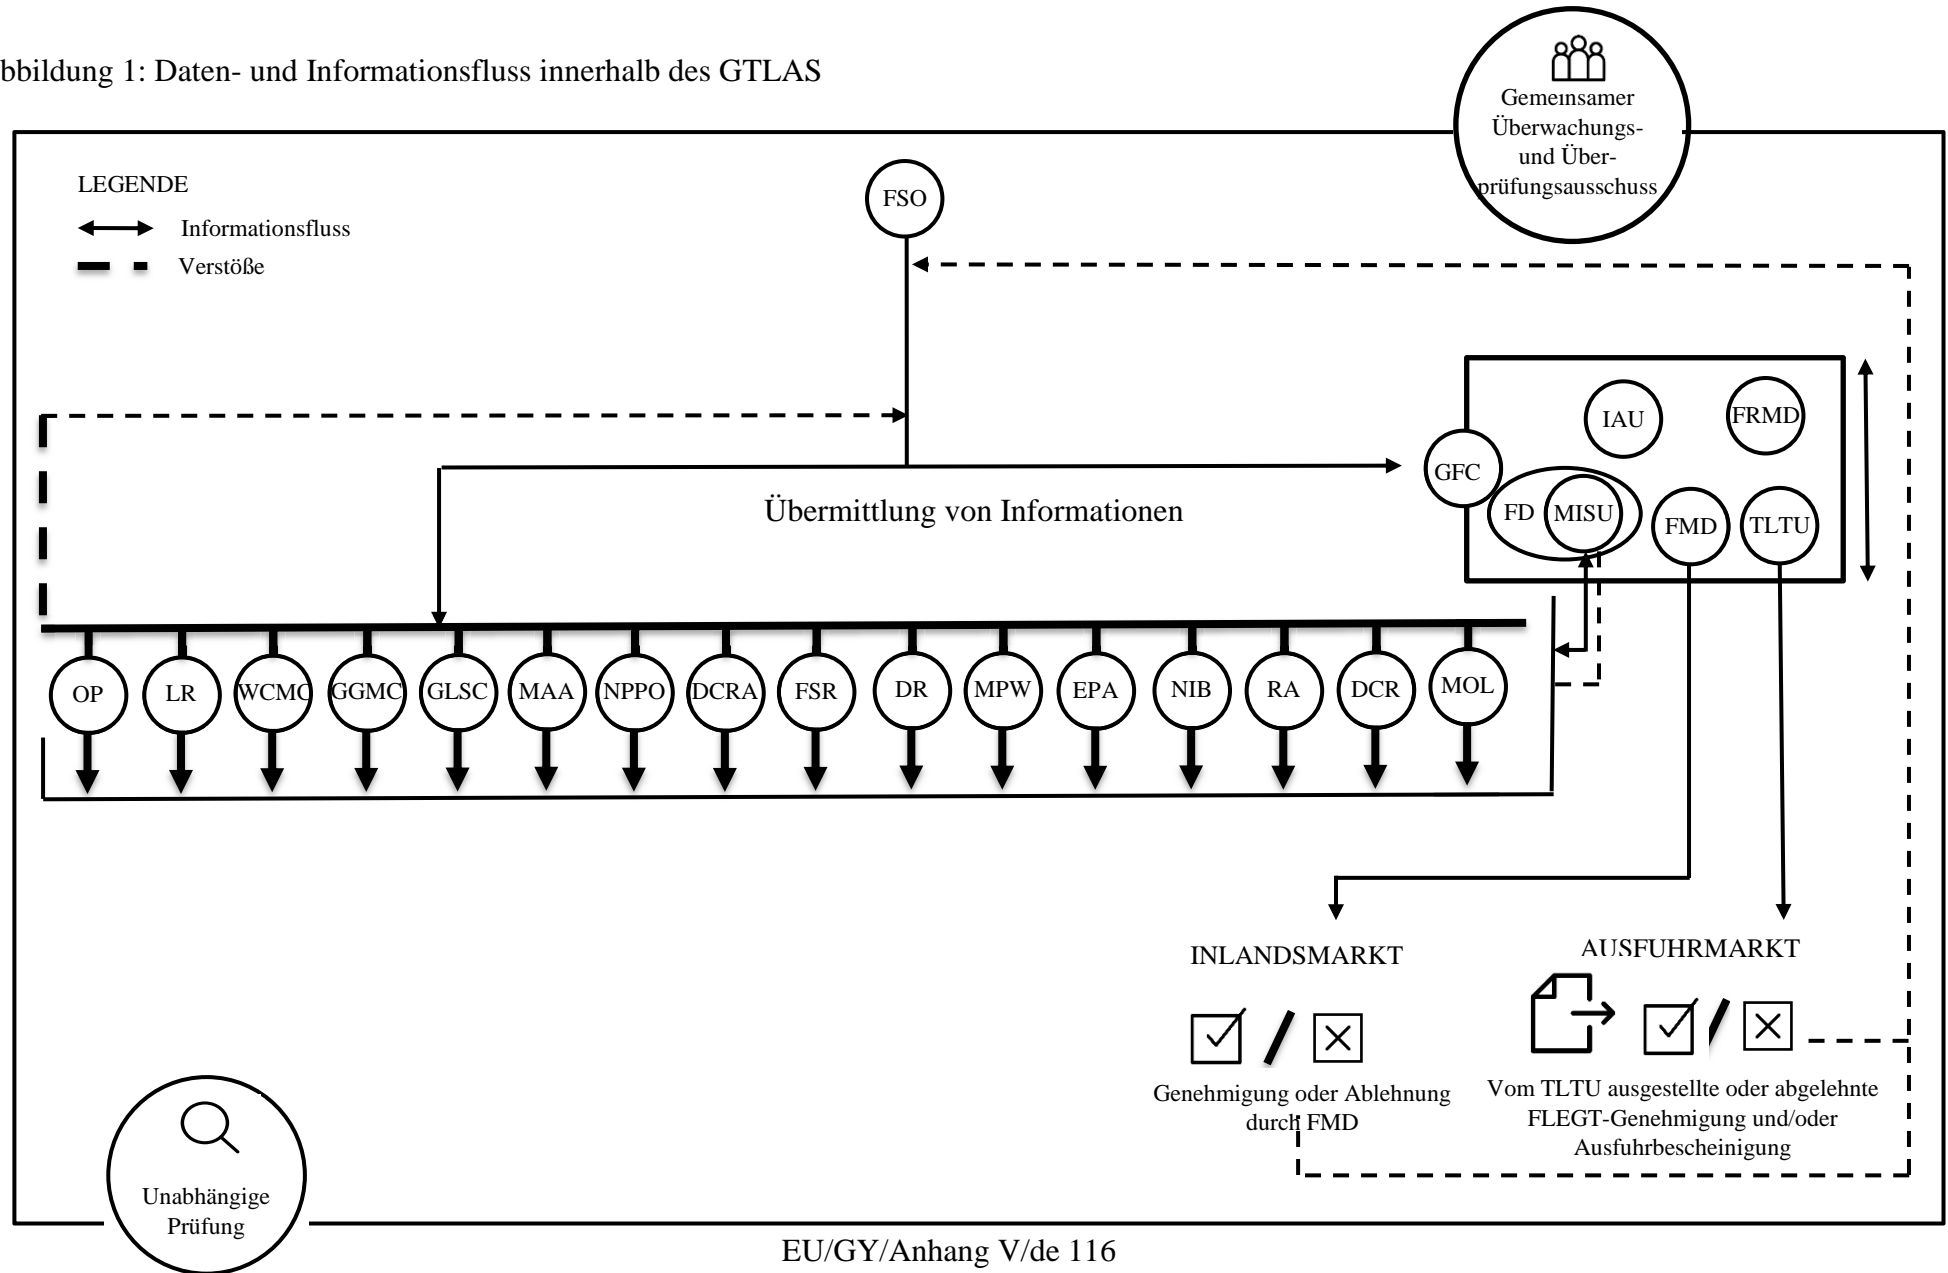 bbildung 1: Daten- und Informationsfluss innerhalb des GTLAS
Gemeinsamer
Überwachungs-
und Über-
prüfungsausschuss
LEGENDE
Informationsfluss
Verstöße
FSO
IAU
FRMD
GFC
FD
MISU
FMD
TLTU
Übermittlung von Informationen
OP
LR
WCMC
GGMC
GLSC
MAA
NPPO
DCRA
FSR
DR
MPW
EPA
NIB
RA
DCR
MOL
INLANDSMARKT
Genehmigung oder Ablehnung
durch FMD
AUSFUHRMARKT
Vom TLTU ausgestellte oder abgelehnte
FLEGT-Genehmigung und/oder
Ausfuhrbescheinigung
Unabhängige
Prüfung
EU/GY/Anhang V/de 116